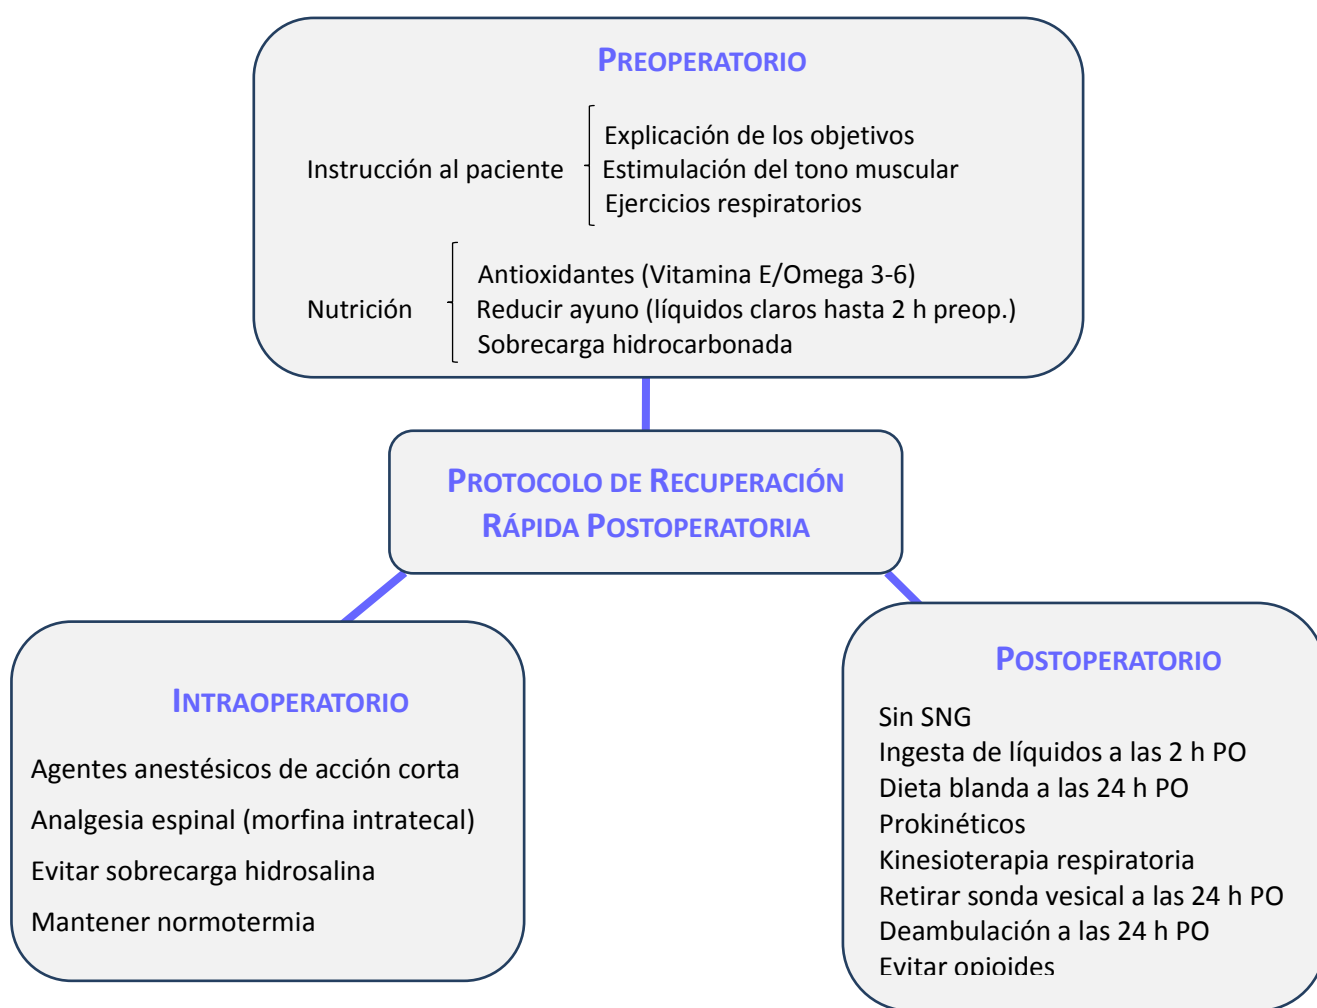 PREOPERATORIO
Instrucción al paciente
Explicación de los objetivos
Estimulación del tono muscular
Ejercicios respiratorios
Nutrición
Antioxidantes (Vitamina E/Omega 3-6)
Reducir ayuno (líquidos claros hasta 2 h preop.)
Sobrecarga hidrocarbonada
PROTOCOLO DE RECUPERACIÓN
RÁPIDA POSTOPERATORIA
INTRAOPERATORIO
Agentes anestésicos de acción corta
Analgesia espinal (morfina intratecal)
Evitar sobrecarga hidrosalina
Mantener normotermia
POSTOPERATORIO
Sin SNG
Ingesta de líquidos a las 2 h PO
Dieta blanda a las 24 h PO
Prokinéticos
Kinesioterapia respiratoria
Retirar sonda vesical a las 24 h PO
Deambulación a las 24 h PO
Evitar opioides